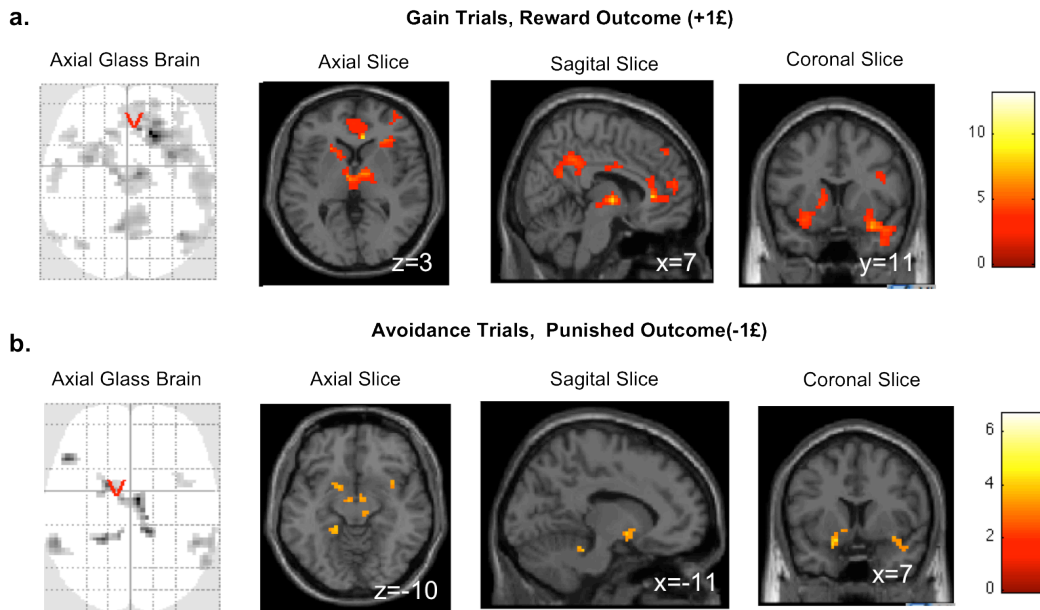 a.
Gain Trials, Reward Outcome (+1£)
Axial Glass Brain
Axial Slice
Sagital Slice
Coronal Slice
z=3
x=7
y=11
10
5
0
b.
Avoidance Trials, Punished Outcome(-1£)
Axial Glass Brain
Axial Slice
Sagital Slice
Coronal Slice
z=-10
x=-11
x=7
6
4
2
0